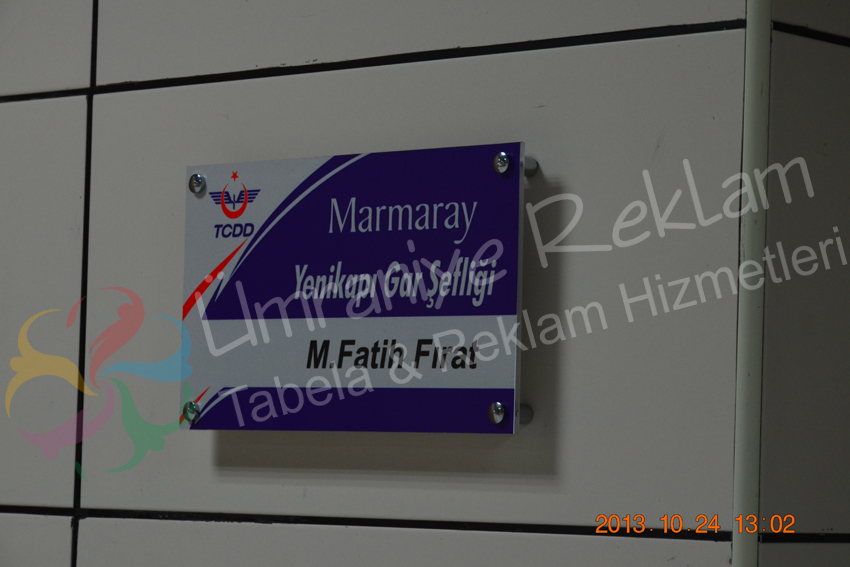 TCDD
Marmaray
Yenikapı Gar Şefliği
M.Fatih Fırat
Ümraniye Reklam
Tabela & Reklam Hizmetleri
2013.10.24 13:02